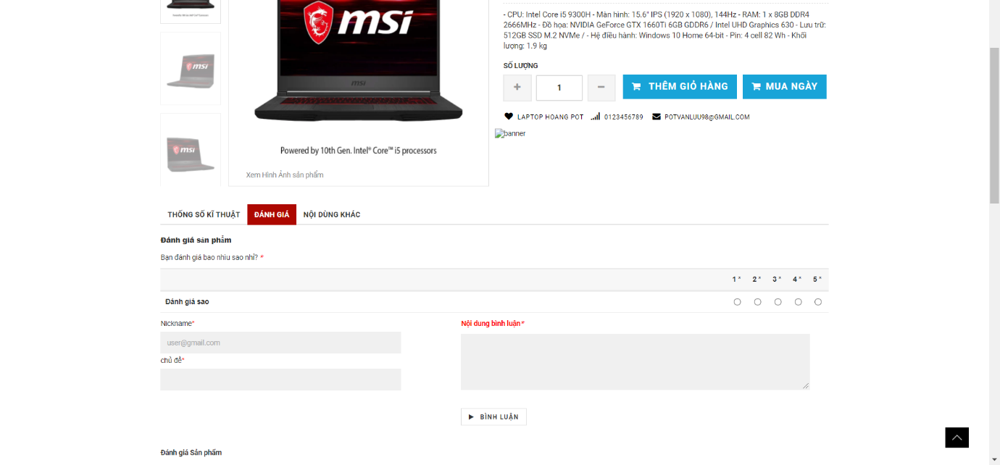 msi
- CPU: Intel Core i5 9300H - Màn hình: 15.6" IPS (1920 x 1080), 144Hz - RAM: 1 x 8GB DDR4
2666MHz - Đồ họa: NVIDIA GeForce GTX 1660Ti 6GB GDDR6 / Intel UHD Graphics 630 - Lưu trữ:
512GB SSD M.2 NVMe / - Hệ điều hành: Windows 10 Home 64-bit - Pin: 4 cell 82 Wh - Khối
lượng: 1.9 kg
SỐ LƯỢNG
+ 1 −
THÊM GIỎ HÀNG
MUA NGÀY
LAPTOP HOANG POT 0123456789 POTVANLUU98@GMAIL.COM
banner
msi
msi
msi
Powered by 10th Gen. Intel® Core™ i5 processors
Xem Hình Ảnh sản phẩm
THỐNG SỐ KĨ THUẬT ĐÁNH GIÁ NỘI DÙNG KHÁC
Đánh giá sản phẩm
Bạn đánh giá bao nhìu sao nhỉ? *
1 * 2 * 3 * 4 * 5 *
Đánh giá sao
Nickname*
user@gmail.com
chủ đề*
Nội dung bình luận *
BÌNH LUẬN
Đánh giá Sản phẩm